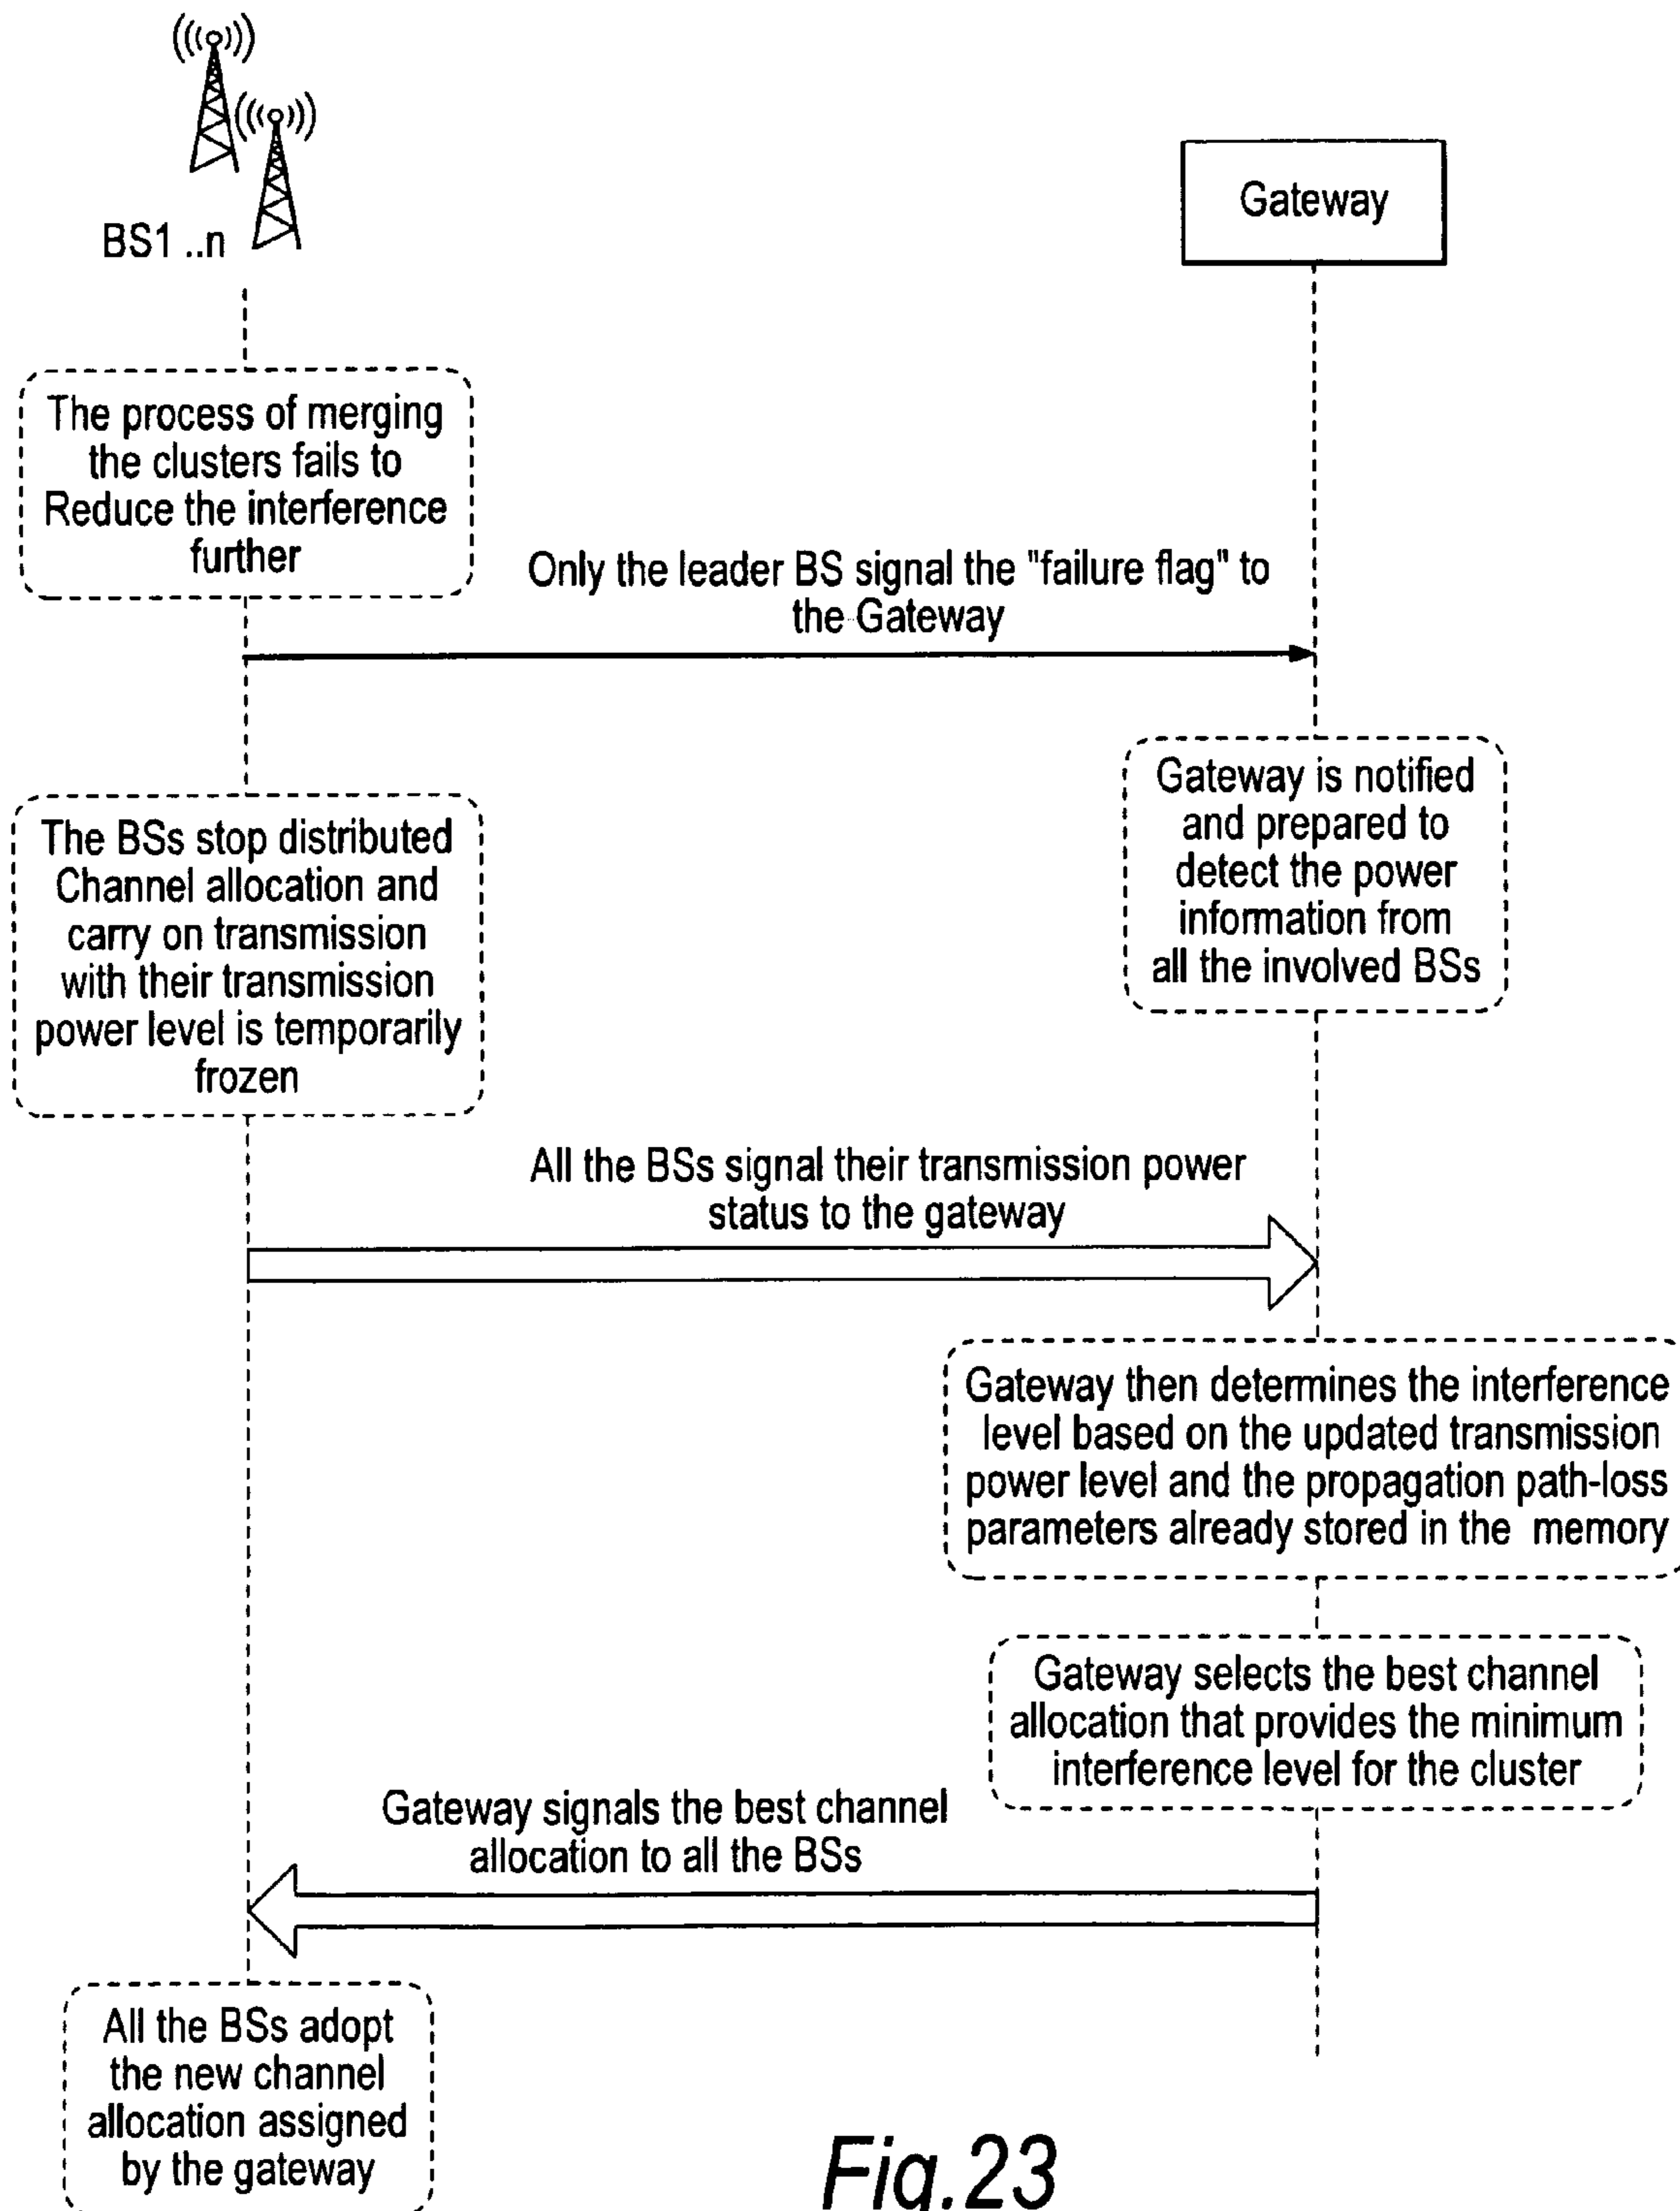 BS1 ..n
Gateway
The process of merging
the clusters fails to
Reduce the interference
further
Only the leader BS signal the "failure flag" to
the Gateway
Gateway is notified
and prepared to
detect the power
information from
all the involved BSs
The BSs stop distributed
Channel allocation and
carry on transmission
with their transmission
power level is temporarily
frozen
All the BSs signal their transmission power
status to the gateway
Gateway then determines the interference
level based on the updated transmission
power level and the propagation path-loss
parameters already stored in the memory
Gateway selects the best channel
allocation that provides the minimum
interference level for the cluster
Gateway signals the best channel
allocation to all the BSs
All the BSs adopt
the new channel
allocation assigned
by the gateway
Fig.23